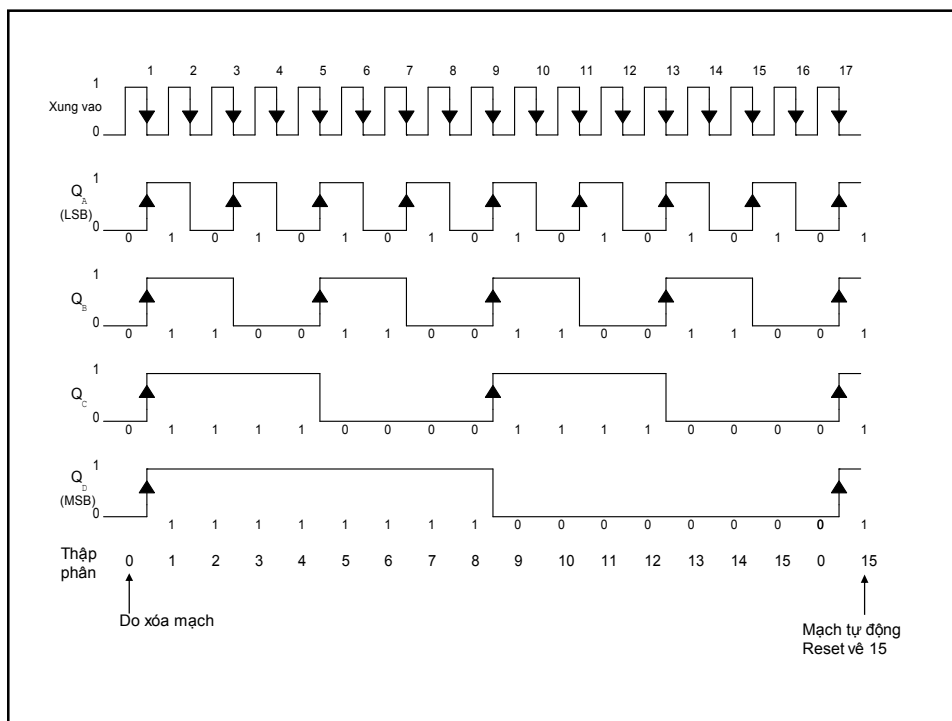 1 2 3 4 5 6 7 8 9 10 11 12 13 14 15 16 17
1
Xung vao
0
1
Q A
(LSB)
0
0 1 0 1 0 1 0 1 0 1 0 1 0 1 0 1 0 1
1
Q B
0
0 1 1 0 0 1 1 0 0 1 1 0 0 1 1 0 0 1
1
Q C
0
0 1 1 1 1 0 0 0 0 1 1 1 1 0 0 0 0 1
1
Q D
(MSB)
0
1 1 1 1 1 1 1 1 0 0 0 0 0 0 0 0 1
Thập
phân
0 1 2 3 4 5 6 7 8 9 10 11 12 13 14 15 0 15
Do xóa mạch
Mạch tự động
Reset vê 15